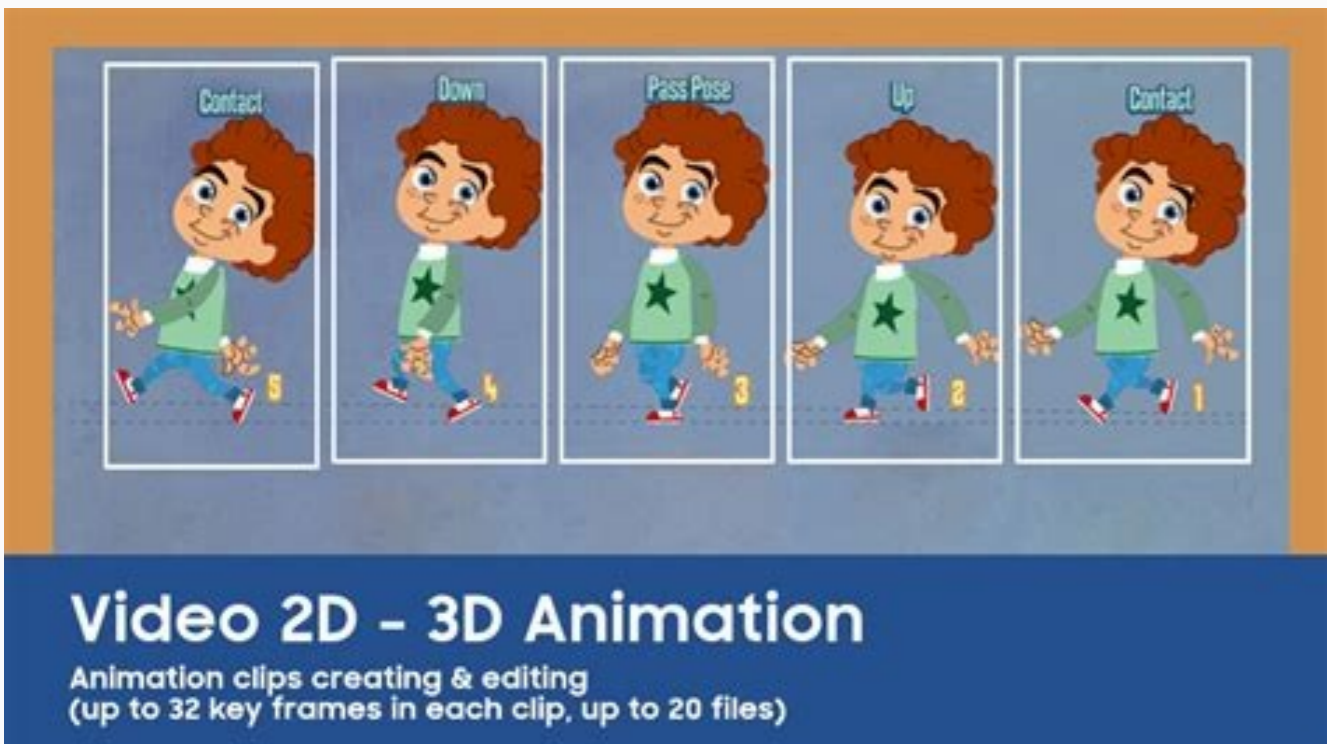 Contact
Down
Pass Pose
Up
Contact
5
4
3
2
1
Video 2D - 3D Animation
Animation clips creating & editing
(up to 32 key frames in each clip, up to 20 files)